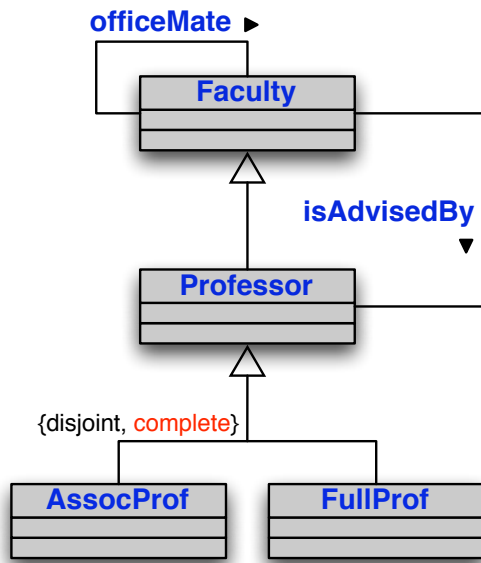 officeMate ▶
Faculty
isAdvisedBy
▼
Professor
{disjoint, complete}
AssocProf
FullProf